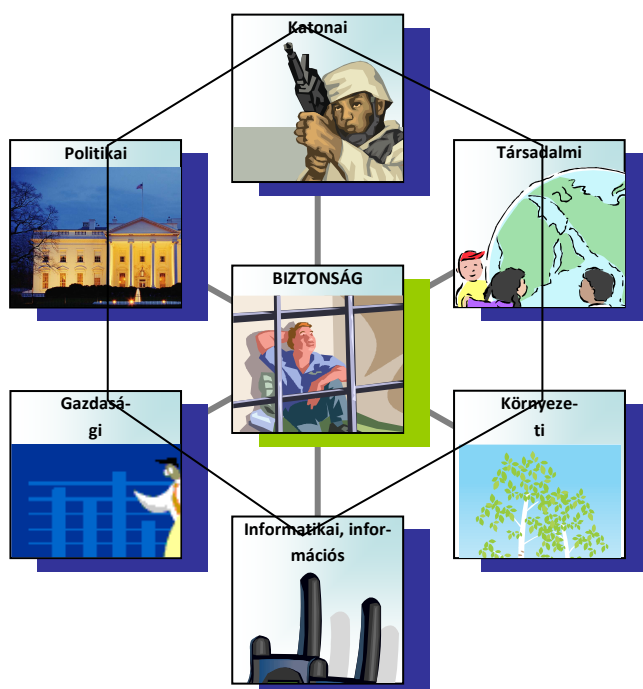 Katonai
Politikai
Társadalmi
BIZTONSÁG
Gazdasá-
gi
Környeze-
ti
Informatikai, infor-
mációs